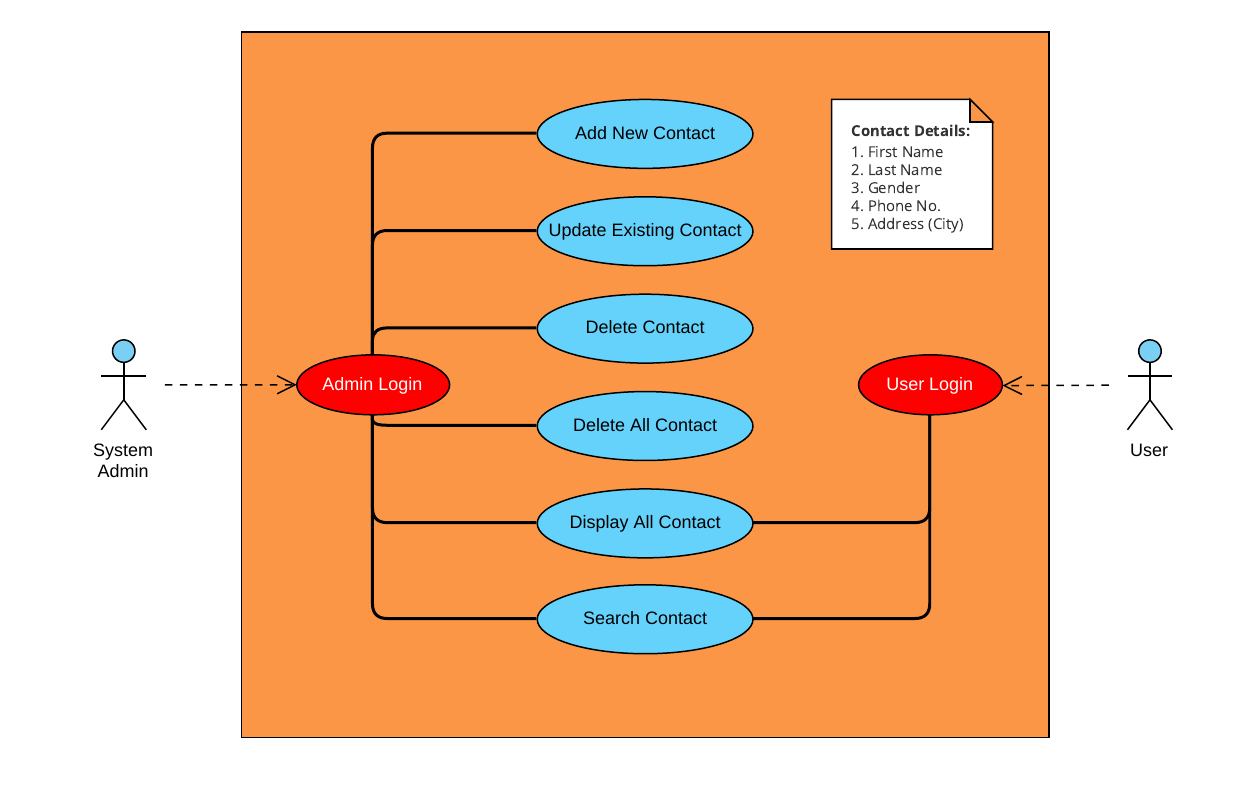 Add New Contact
Contact Details:
1. First Name
2. Last Name
3. Gender
4. Phone No.
5. Address (City)
Update Existing Contact
Delete Contact
Admin Login
User Login
Delete All Contact
System
Admin
User
Display All Contact
Search Contact